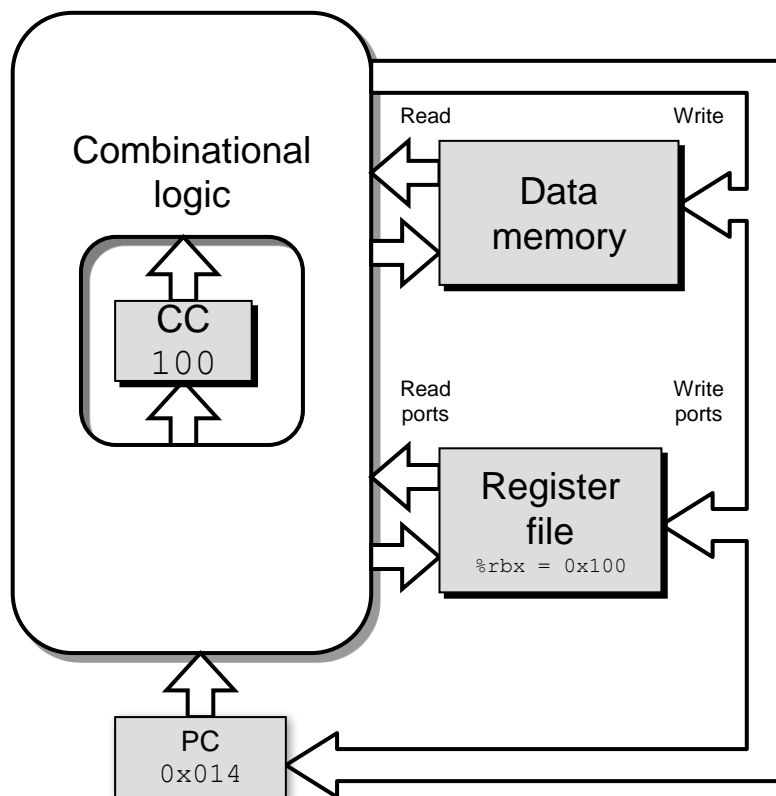 Combinational
logic
CC
100
Read
Write
Data
memory
Read
ports
Write
ports
Register
file
%rbx = 0x100
PC
0x014